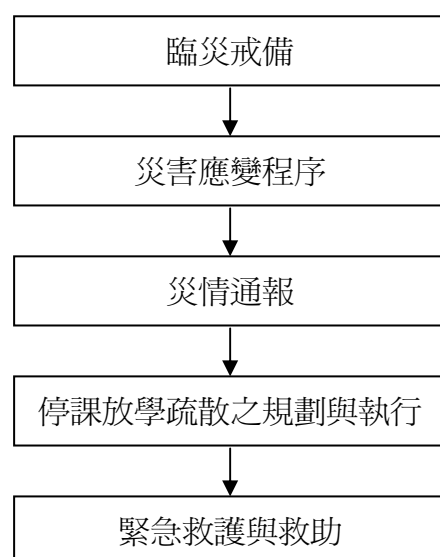 臨災戒備
災害應變程序
災情通報
停課放學疏散之規劃與執行
緊急救護與救助